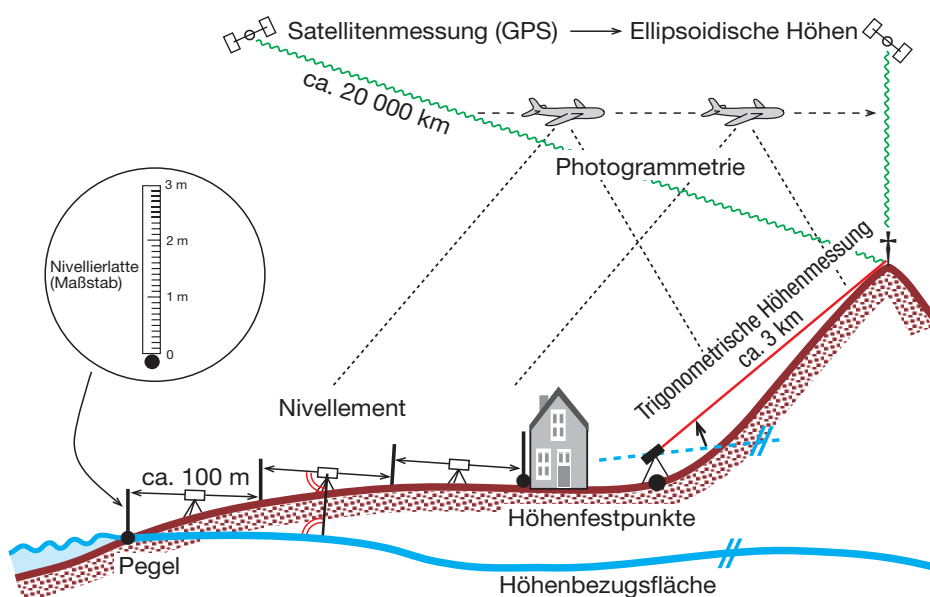 Satellitenmessung (GPS)
Ellipsoidische Höhen
ca. 20 000 km
Photogrammetrie
3 m
2 m
Nivellierlatte
(Maßstab)
1 m
0
Trigonometrische Höhenmessung
ca. 3 km
Nivellement
ca. 100 m
Höhenfestpunkte
Pegel
Höhenbezugsfläche